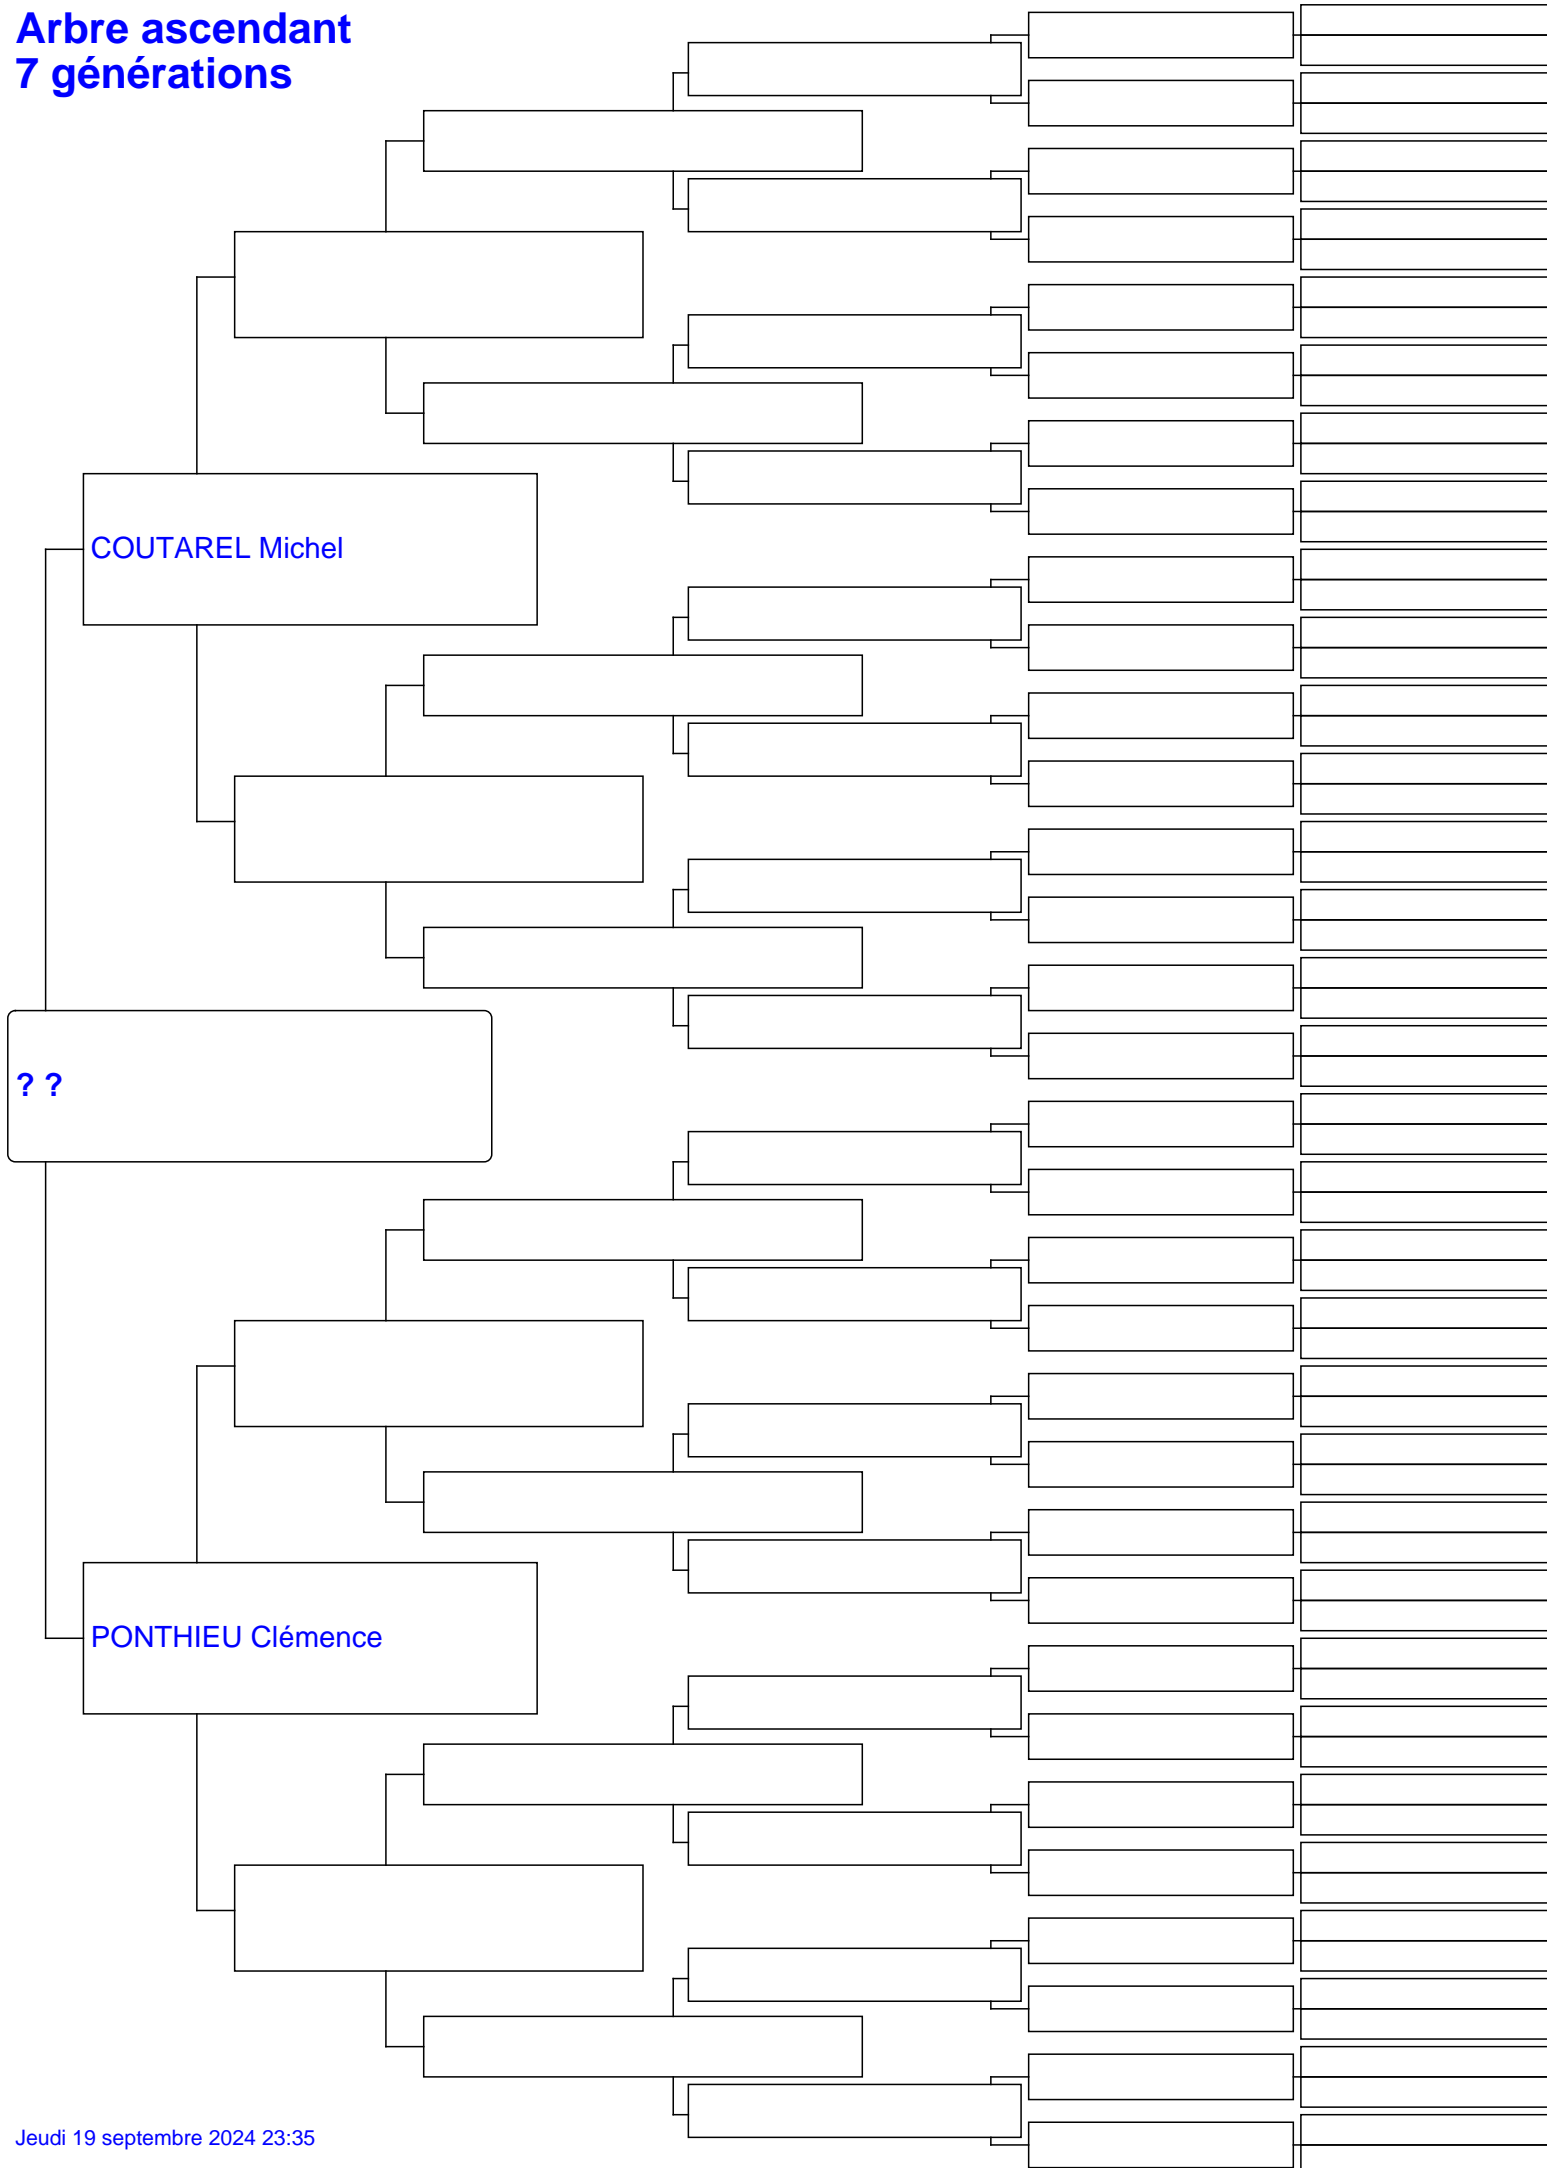 Arbre ascendant
7 générations
COUTAREL Michel
? ?
PONTHIEU Clémence
Jeudi 19 septembre 2024 23:35